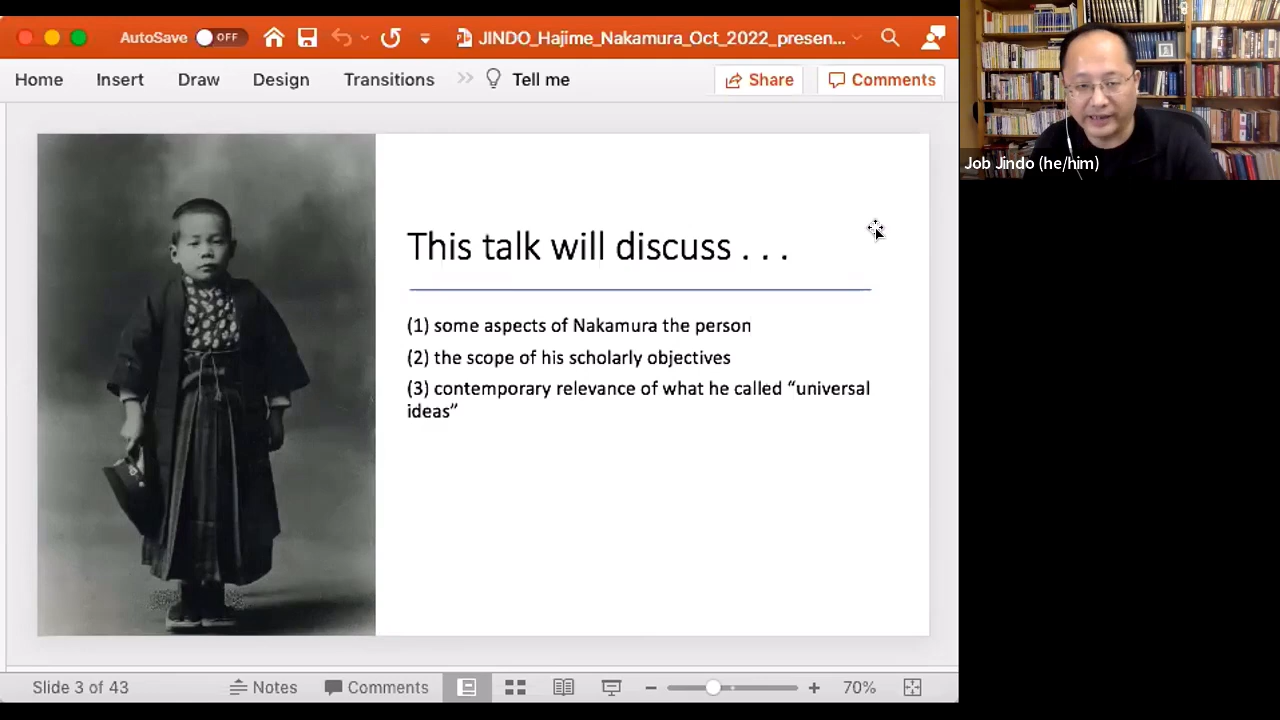 AutoSave OFF JINDO_Hajime_Nakamura_Oct_2022_presen...
Home Insert Draw Design Transitions Tell me Share Comments
Job Jindo (he/him)
This talk will discuss . . .
(1) some aspects of Nakamura the person
(2) the scope of his scholarly objectives
(3) contemporary relevance of what he called “universal
ideas”
Slide 3 of 43 Notes Comments 70%